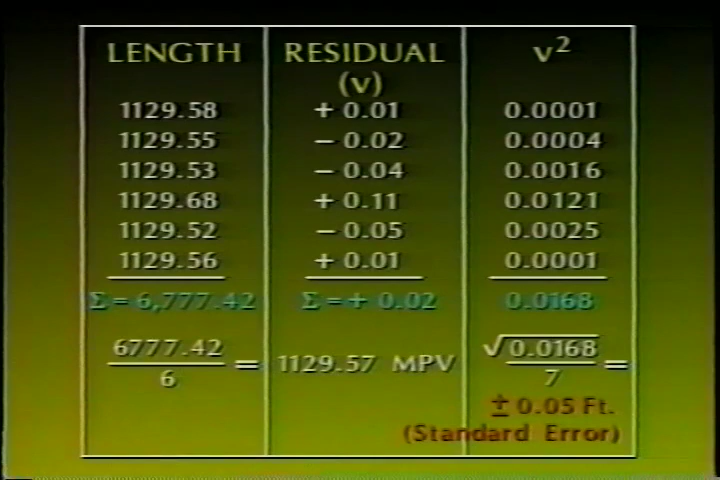 LENGTH RESIDUAL (v) v²
1129.58 + 0.01 0.0001
1129.55 − 0.02 0.0004
1129.53 − 0.04 0.0016
1129.68 + 0.11 0.0121
1129.52 − 0.05 0.0025
1129.56 + 0.01 0.0001
Σ = 6,777.42 Σ = + 0.02 0.0168
6777.42/6 = 1129.57 MPV √0.0168/7 =
± 0.05 Ft.
(Standard Error)